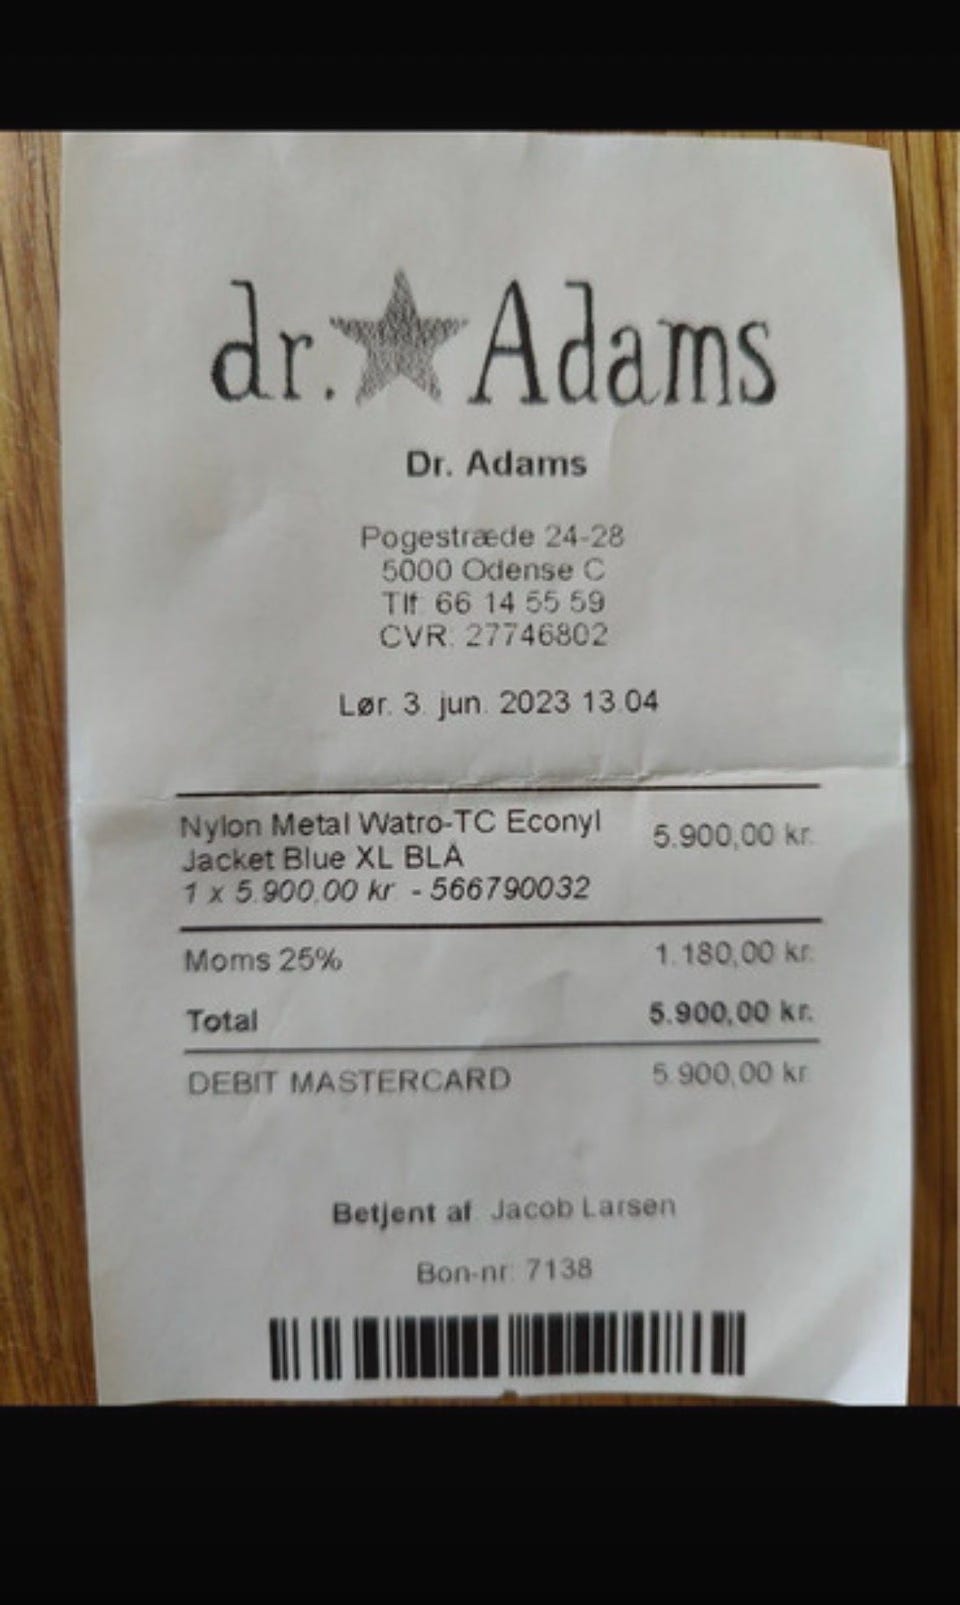 dr. Adams
Dr. Adams
Pogestræde 24-28
5000 Odense C
Tlf: 66 14 55 59
CVR: 27746802
Lør. 3. jun. 2023 13.04
Nylon Metal Watro-TC Econyl 5.900,00 kr.
Jacket Blue XL BLA
1 x 5.900,00 kr. - 566790032
Moms 25% 1.180,00 kr.
Total 5.900,00 kr.
DEBIT MASTERCARD 5.900,00 kr.
Betjent af: Jacob Larsen
Bon-nr: 7138